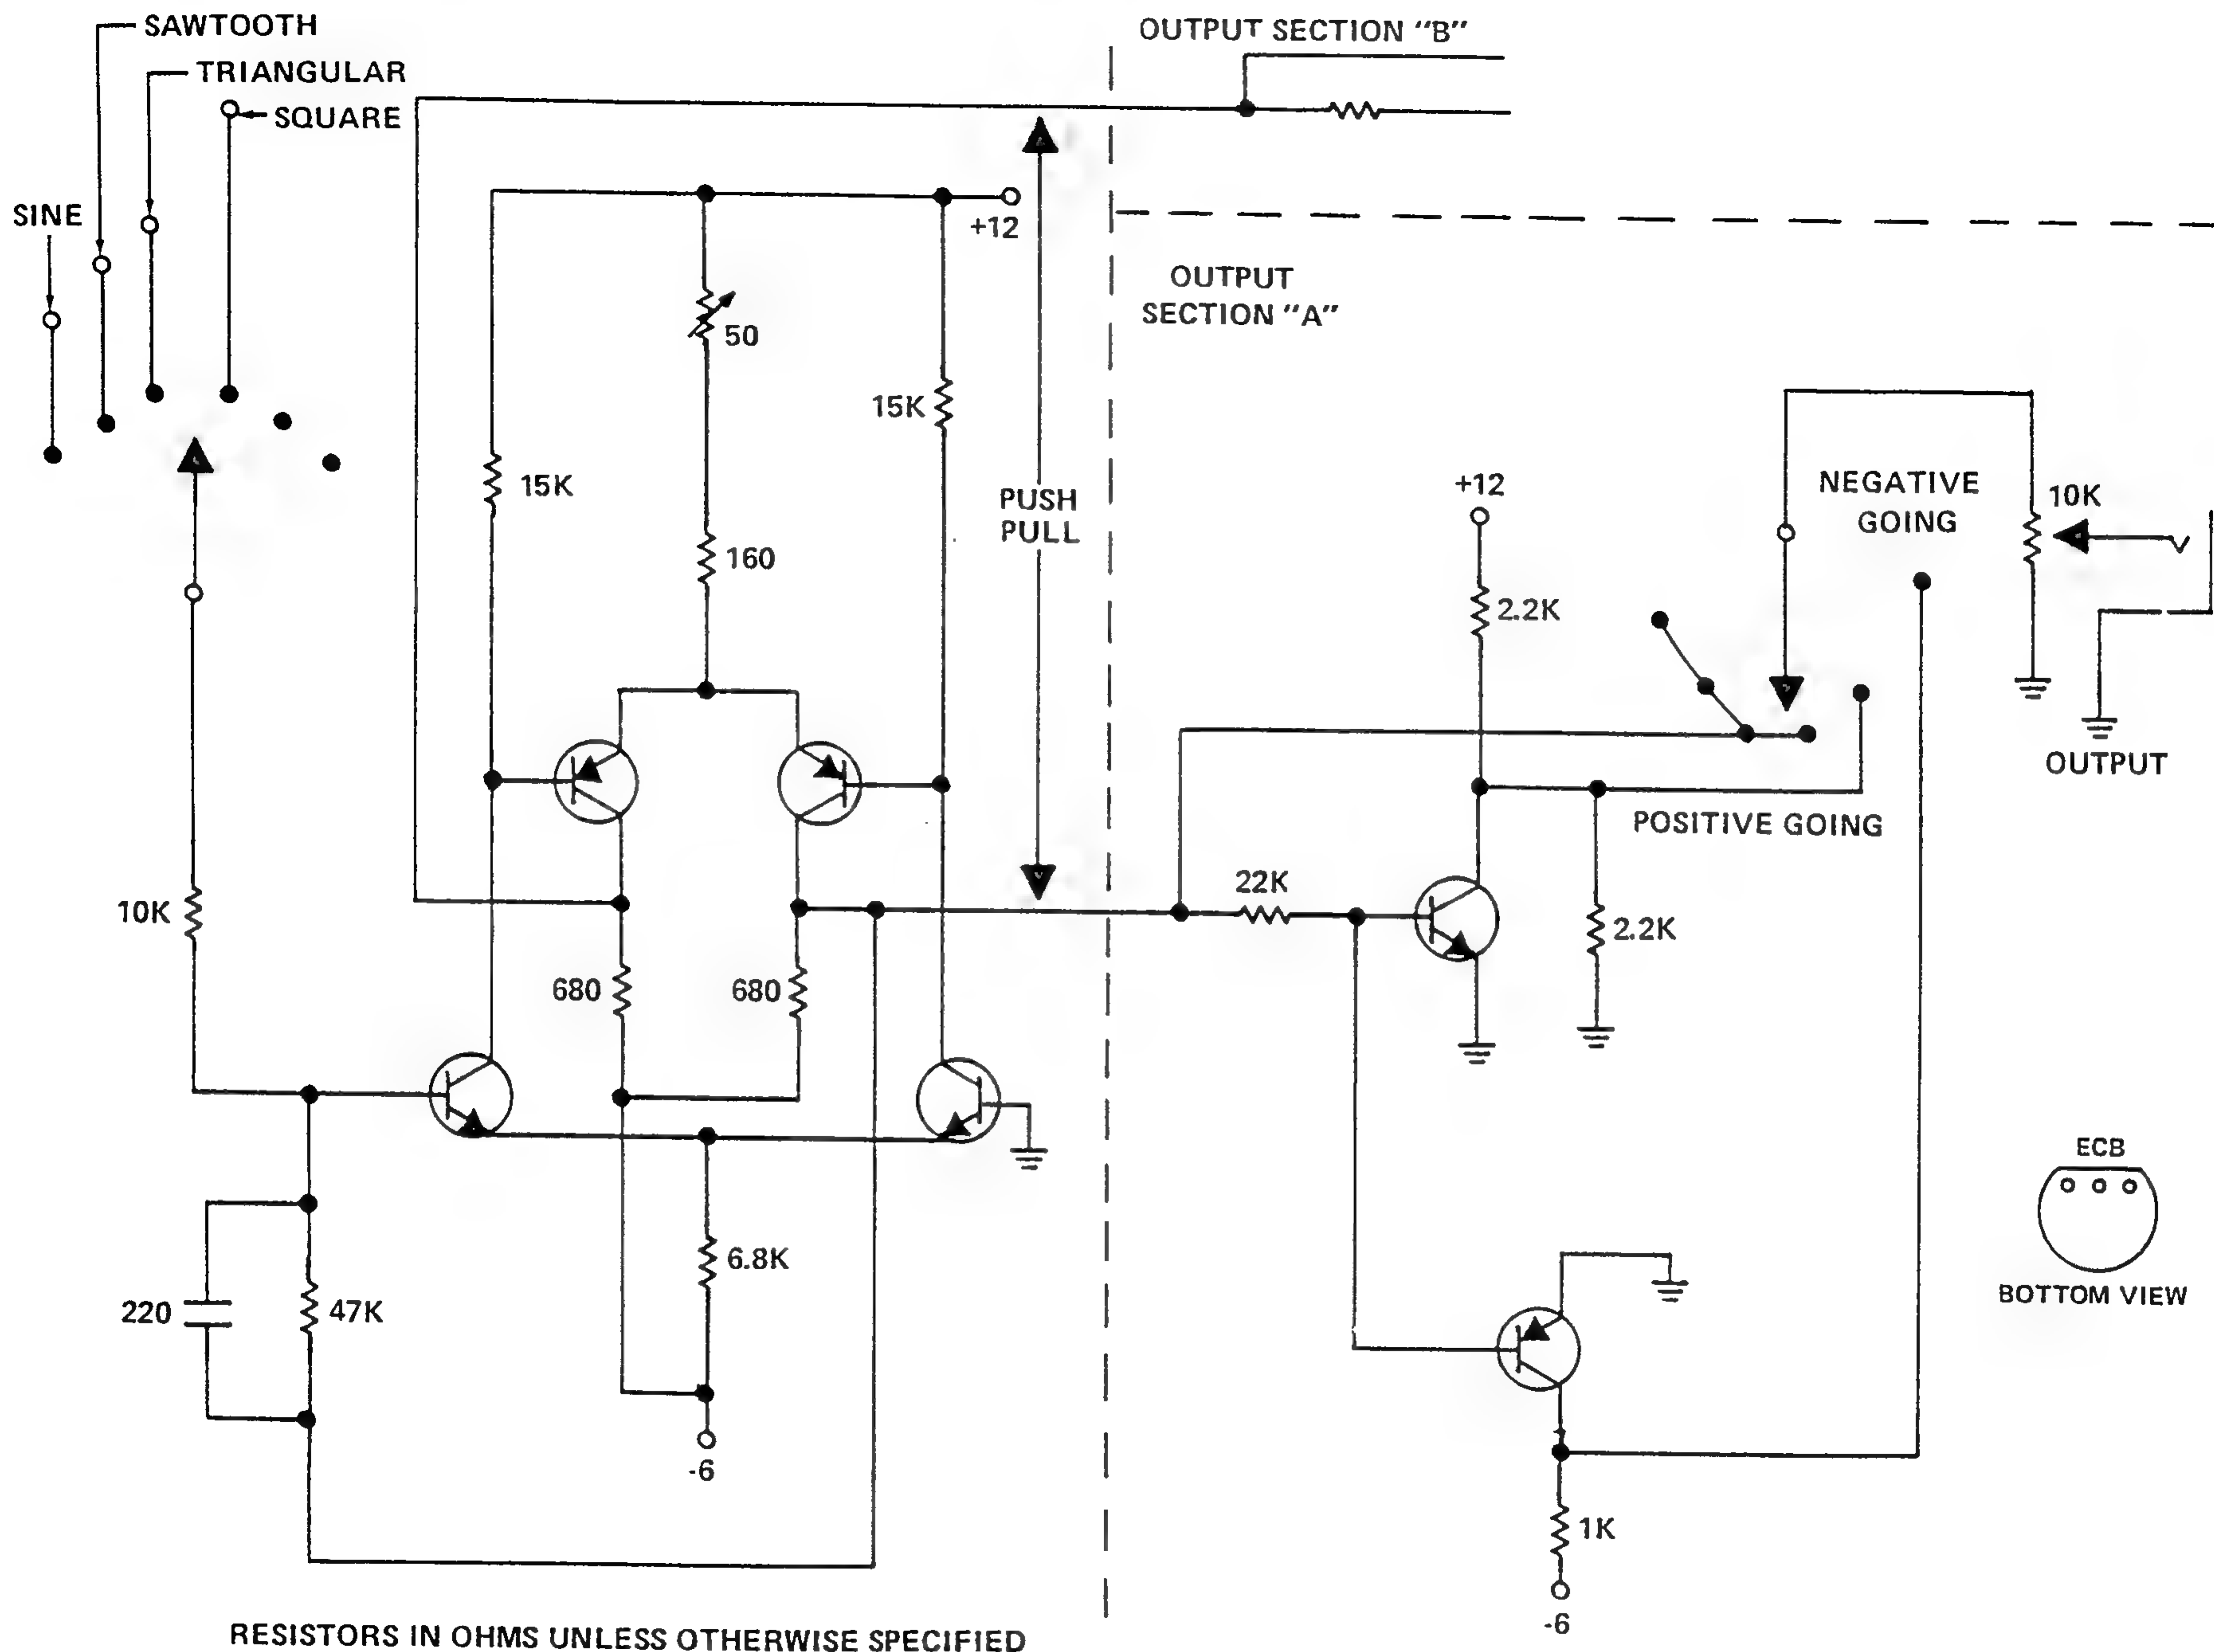 SAWTOOTH
TRIANGULAR
SQUARE
SINE
OUTPUT SECTION "B"
+12
OUTPUT
SECTION "A"
50
15K
15K
160
PUSH
PULL
+12
NEGATIVE
GOING
10K
2.2K
OUTPUT
POSITIVE GOING
10K
22K
2.2K
680
680
ECB
BOTTOM VIEW
220
47K
6.8K
-6
1K
-6
RESISTORS IN OHMS UNLESS OTHERWISE SPECIFIED